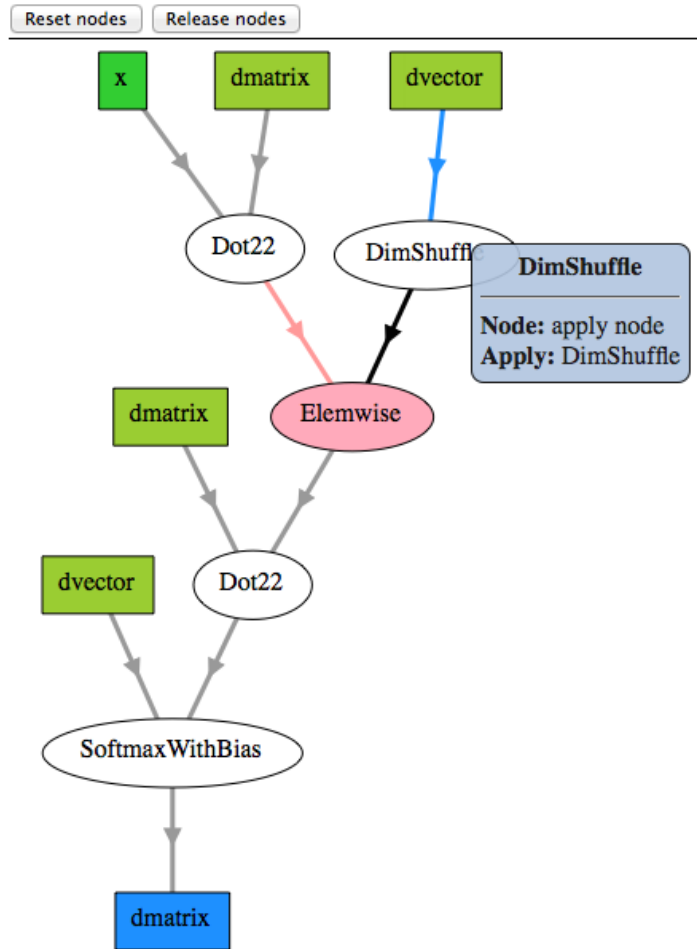 Reset nodes
Release nodes
x
dmatrix
dvector
Dot22
DimShuffle
DimShuffle
Node: apply node
Apply: DimShuffle
dmatrix
Elemwise
dvector
Dot22
SoftmaxWithBias
dmatrix